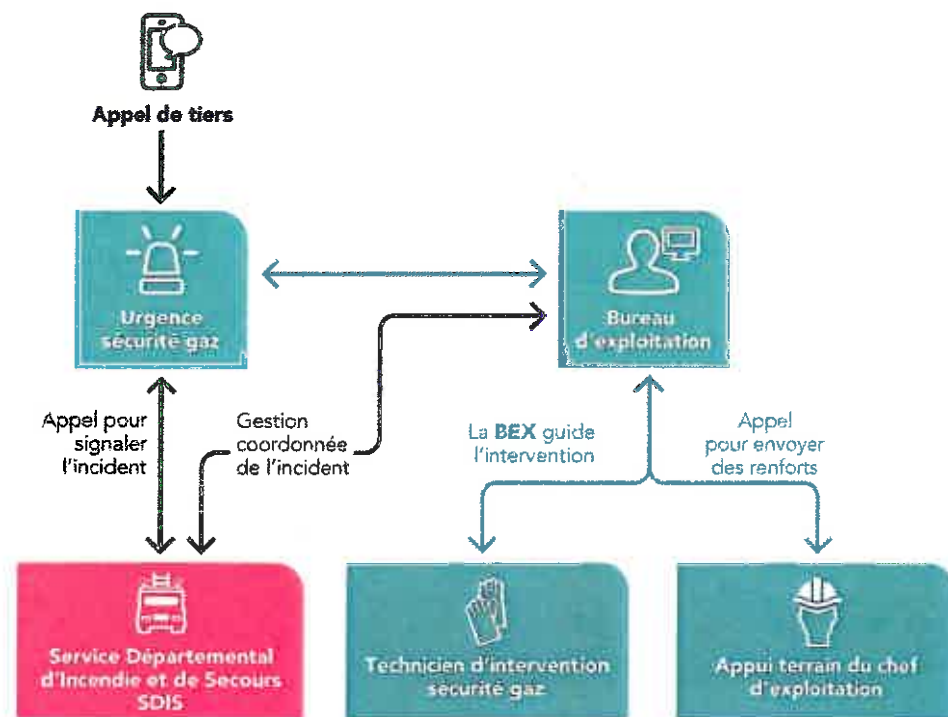 Appel de tiers
Urgence
sécurité gaz
Bureau
d'exploitation
Appel pour
signaler
l'incident
Gestion
coordonnée
de l'incident
La BEX guide
l'intervention
Appel
pour envoyer
des renforts
Service Départemental
d'Incendie et de Secours
SDIS
Technicien d'intervention
sécurité gaz
Appui terrain du chef
d'exploitation